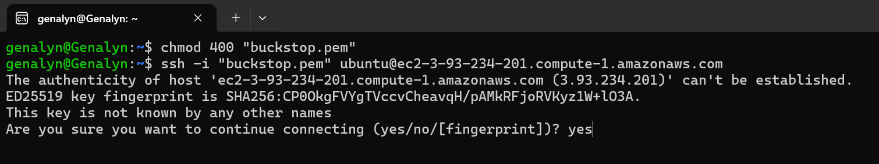 genalyn@Genalyn: ~
genalyn@Genalyn:~$ chmod 400 "buckstop.pem"
genalyn@Genalyn:~$ ssh -i "buckstop.pem" ubuntu@ec2-3-93-234-201.compute-1.amazonaws.com
The authenticity of host 'ec2-3-93-234-201.compute-1.amazonaws.com (3.93.234.201)' can't be established.
ED25519 key fingerprint is SHA256:CP0OkgFVYgTVccvCheavqH/pAMkRFjoRVKyz1W+lO3A.
This key is not known by any other names
Are you sure you want to continue connecting (yes/no/[fingerprint])? yes